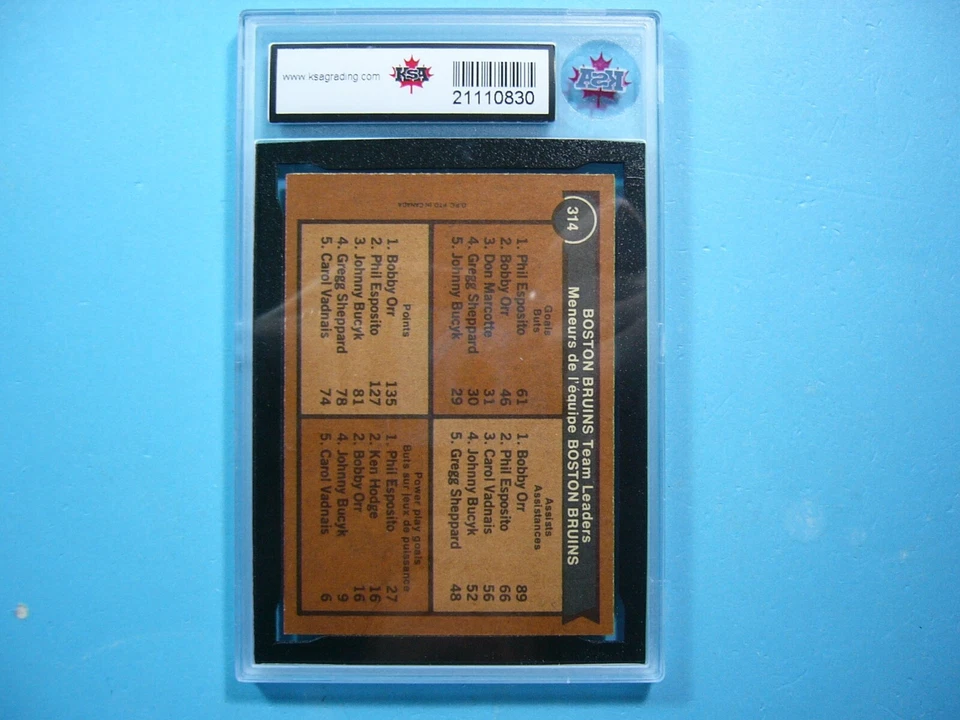 www.ksagrading.com
KSA
21110830
KSA
314
BOSTON BRUINS Team Leaders
Meneurs de l'équipe BOSTON BRUINS
Goals
Buts
1. Phil Esposito 61
2. Bobby Orr 46
3. Don Marcotte 31
4. Gregg Sheppard 30
5. Johnny Bucyk 29
Assists
Assistances
1. Bobby Orr 89
2. Phil Esposito 66
3. Carol Vadnais 56
4. Johnny Bucyk 52
5. Gregg Sheppard 48
Points
1. Bobby Orr 135
2. Phil Esposito 127
3. Johnny Bucyk 81
4. Gregg Sheppard 78
5. Carol Vadnais 74
Power play goals
Buts sur jeux de puissance
1. Phil Esposito 27
2. Ken Hodge 16
2. Bobby Orr 16
4. Johnny Bucyk 9
5. Carol Vadnais 6
O.P.C. PTD IN CANADA